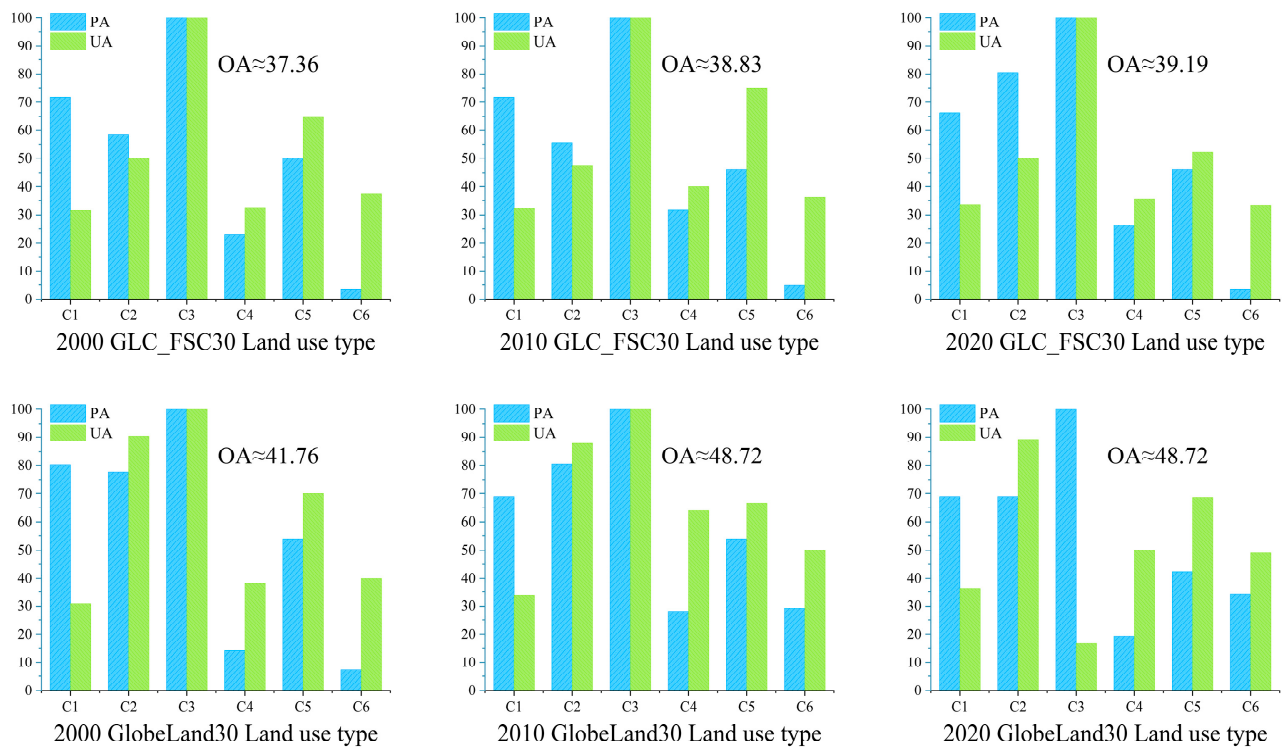 100
90
80
70
60
50
40
30
20
10
0
PA
UA
OA≈37.36
C1 C2 C3 C4 C5 C6
2000 GLC_FSC30 Land use type
100
90
80
70
60
50
40
30
20
10
0
PA
UA
OA≈38.83
C1 C2 C3 C4 C5 C6
2010 GLC_FSC30 Land use type
100
90
80
70
60
50
40
30
20
10
0
PA
UA
OA≈39.19
C1 C2 C3 C4 C5 C6
2020 GLC_FSC30 Land use type
100
90
80
70
60
50
40
30
20
10
0
PA
UA
OA≈41.76
C1 C2 C3 C4 C5 C6
2000 GlobeLand30 Land use type
100
90
80
70
60
50
40
30
20
10
0
PA
UA
OA≈48.72
C1 C2 C3 C4 C5 C6
2010 GlobeLand30 Land use type
100
90
80
70
60
50
40
30
20
10
0
PA
UA
OA≈48.72
C1 C2 C3 C4 C5 C6
2020 GlobeLand30 Land use type